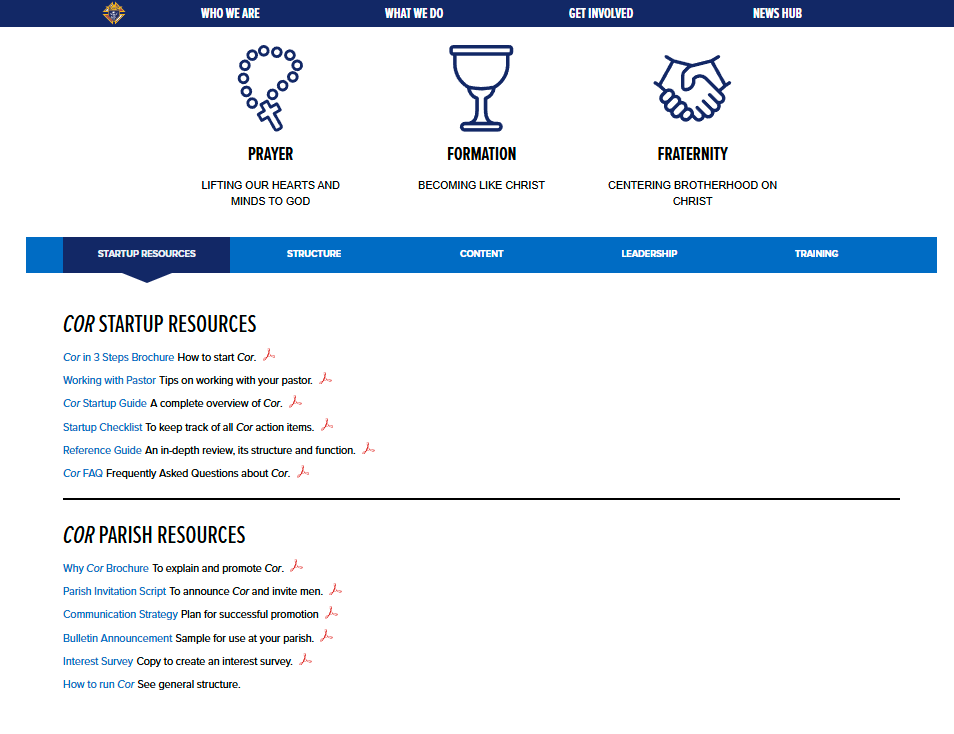 WHO WE ARE WHAT WE DO GET INVOLVED NEWS HUB
PRAYER FORMATION FRATERNITY
LIFTING OUR HEARTS AND
MINDS TO GOD
BECOMING LIKE CHRIST
CENTERING BROTHERHOOD ON
CHRIST
STARTUP RESOURCES STRUCTURE CONTENT LEADERSHIP TRAINING
COR STARTUP RESOURCES
Cor in 3 Steps Brochure How to start Cor.
Working with Pastor Tips on working with your pastor.
Cor Startup Guide A complete overview of Cor.
Startup Checklist To keep track of all Cor action items.
Reference Guide An in-depth review, its structure and function.
Cor FAQ Frequently Asked Questions about Cor.
COR PARISH RESOURCES
Why Cor Brochure To explain and promote Cor.
Parish Invitation Script To announce Cor and invite men.
Communication Strategy Plan for successful promotion
Bulletin Announcement Sample for use at your parish.
Interest Survey Copy to create an interest survey.
How to run Cor See general structure.